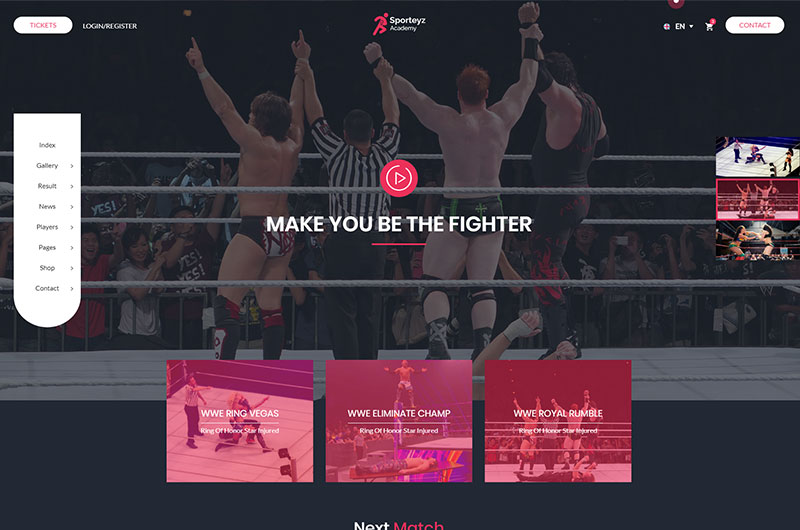 TICKETS
LOGIN/REGISTER
Sporteyz
Academy
EN
CONTACT
Index
Gallery
Result
News
Players
Pages
Shop
Contact
YES!
YES!
MAKE YOU BE THE FIGHTER
WWE RING VEGAS
Ring Of Honor Star Injured
WWE ELIMINATE CHAMP
Ring Of Honor Star Injured
WWE ROYAL RUMBLE
Ring Of Honor Star Injured
Next Match